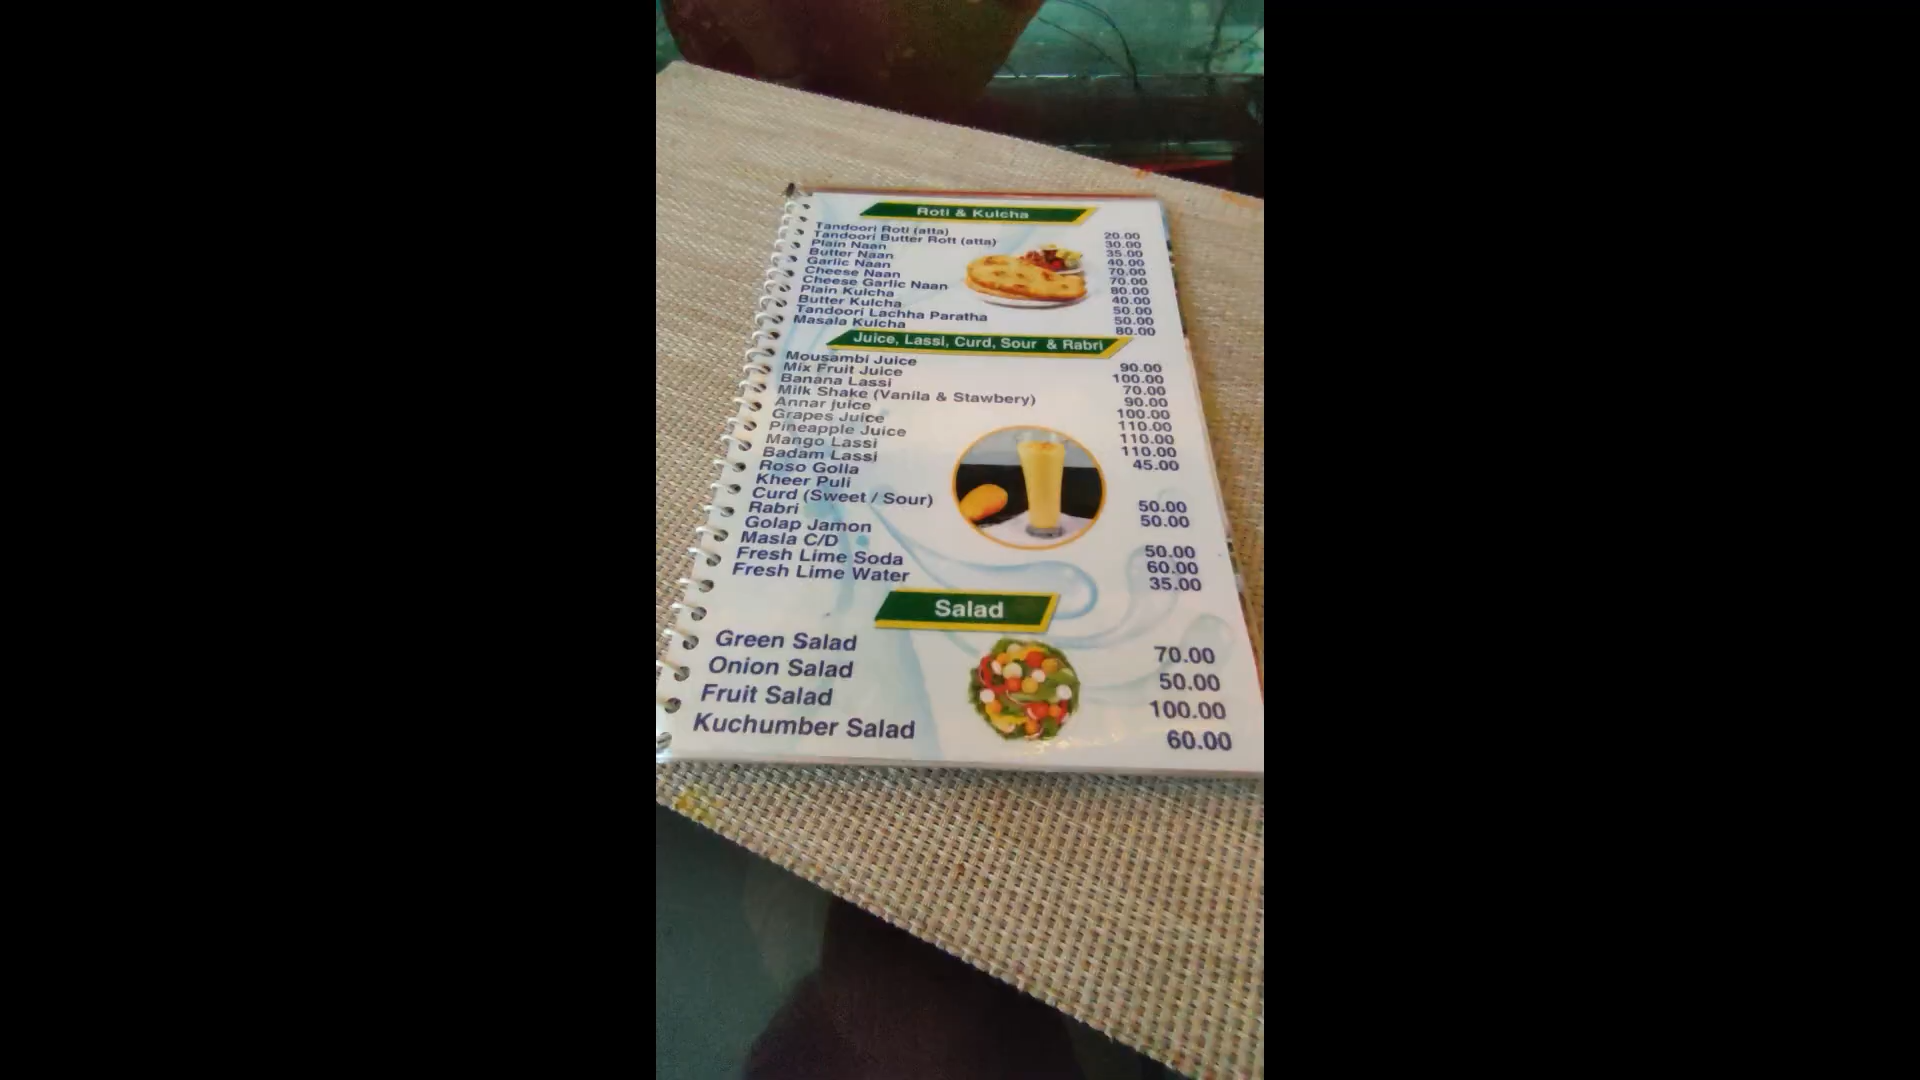 Roti & Kulcha
Tandoori Roti (atta) 20.00
Tandoori Butter Rott (atta) 30.00
Plain Naan 35.00
Butter Naan 40.00
Garlic Naan 70.00
Cheese Naan 70.00
Cheese Garlic Naan 80.00
Plain Kulcha 40.00
Butter Kulcha 50.00
Tandoori Lachha Paratha 50.00
Masala Kulcha 80.00
Juice, Lassi, Curd, Sour & Rabri
Mousambi Juice 90.00
Mix Fruit Juice 100.00
Banana Lassi 70.00
Milk Shake (Vanila & Stawbery) 90.00
Annar juice 100.00
Grapes Juice 110.00
Pineapple Juice 110.00
Mango Lassi 110.00
Badam Lassi 45.00
Roso Golla
Kheer Puli
Curd (Sweet / Sour) 50.00
Rabri 50.00
Golap Jamon
Masla C/D 50.00
Fresh Lime Soda 60.00
Fresh Lime Water 35.00
Salad
Green Salad 70.00
Onion Salad 50.00
Fruit Salad 100.00
Kuchumber Salad 60.00